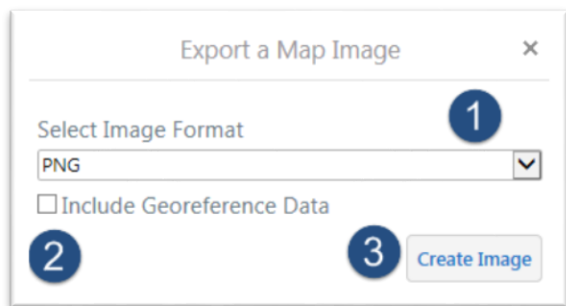 Export a Map Image ×
1
Select Image Format
PNG
Include Georeference Data
2
3 Create Image